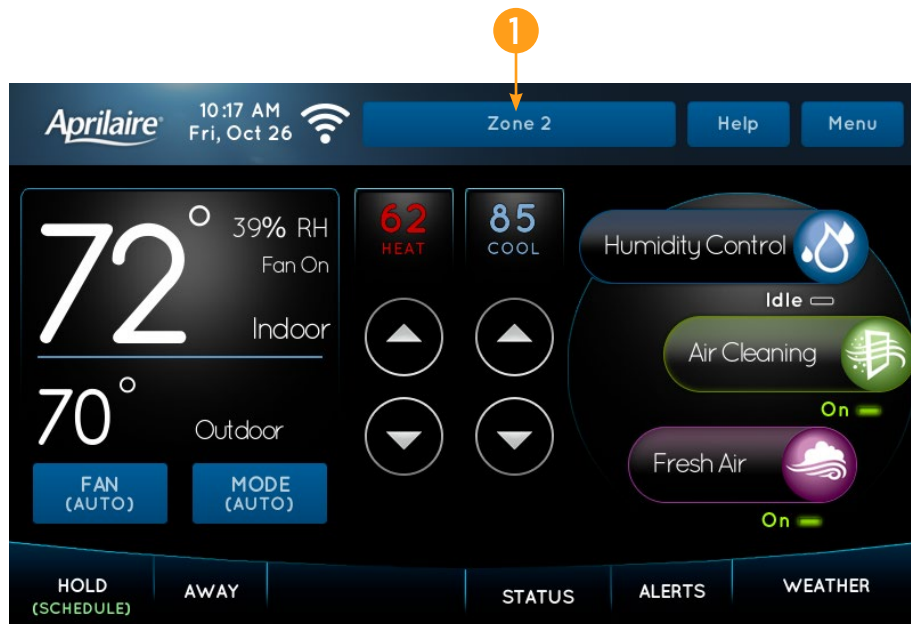 1
Aprilaire®
10:17 AM
Fri, Oct 26
Zone 2
Help
Menu
72°
39% RH
Fan On
Indoor
70°
Outdoor
FAN
(AUTO)
MODE
(AUTO)
62
HEAT
85
COOL
Humidity Control
Idle
Air Cleaning
On
Fresh Air
On
HOLD
(SCHEDULE)
AWAY
STATUS
ALERTS
WEATHER